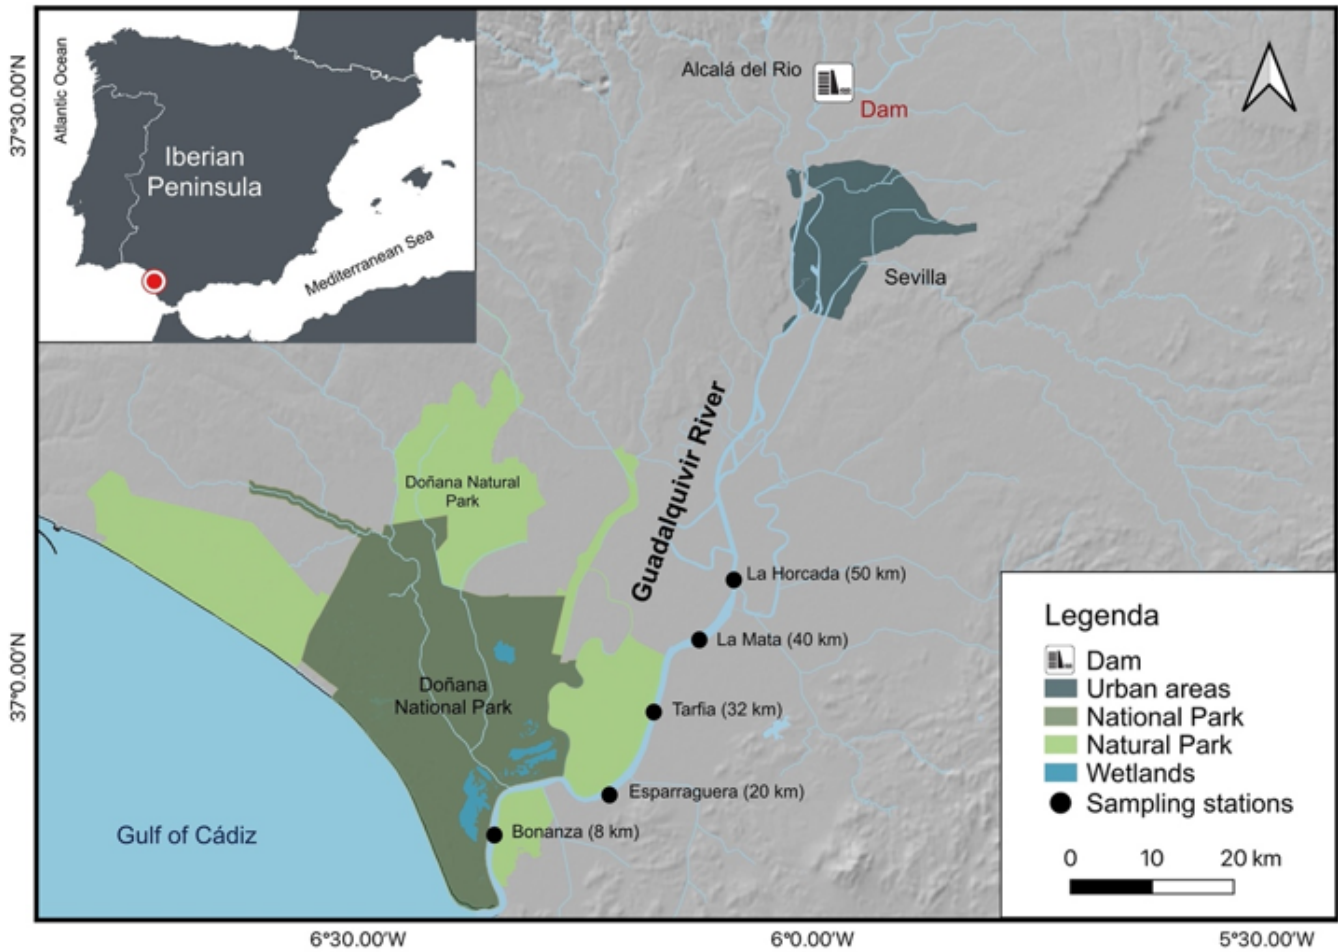 Atlantic Ocean
Iberian
Peninsula
Mediterranean Sea
37°30.00'N
37°0.00'N
Alcalá del Rio
Dam
Sevilla
Guadalquivir River
Doñana Natural
Park
La Horcada (50 km)
La Mata (40 km)
Doñana
National Park
Tarfia (32 km)
Esparraguera (20 km)
Bonanza (8 km)
Gulf of Cádiz
Legenda
Dam
Urban areas
National Park
Natural Park
Wetlands
Sampling stations
0 10 20 km
6°30.00'W 6°0.00'W 5°30.00'W